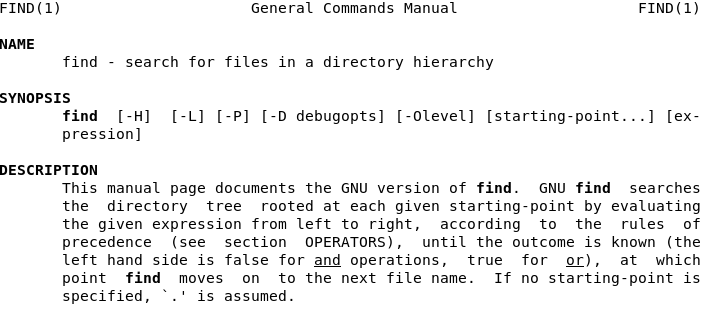 FIND(1) General Commands Manual FIND(1)
NAME
find - search for files in a directory hierarchy
SYNOPSIS
find [-H] [-L] [-P] [-D debugopts] [-Olevel] [starting-point...] [ex-
pression]
DESCRIPTION
This manual page documents the GNU version of find. GNU find searches
the directory tree rooted at each given starting-point by evaluating
the given expression from left to right, according to the rules of
precedence (see section OPERATORS), until the outcome is known (the
left hand side is false for and operations, true for or), at which
point find moves on to the next file name. If no starting-point is
specified, `.' is assumed.